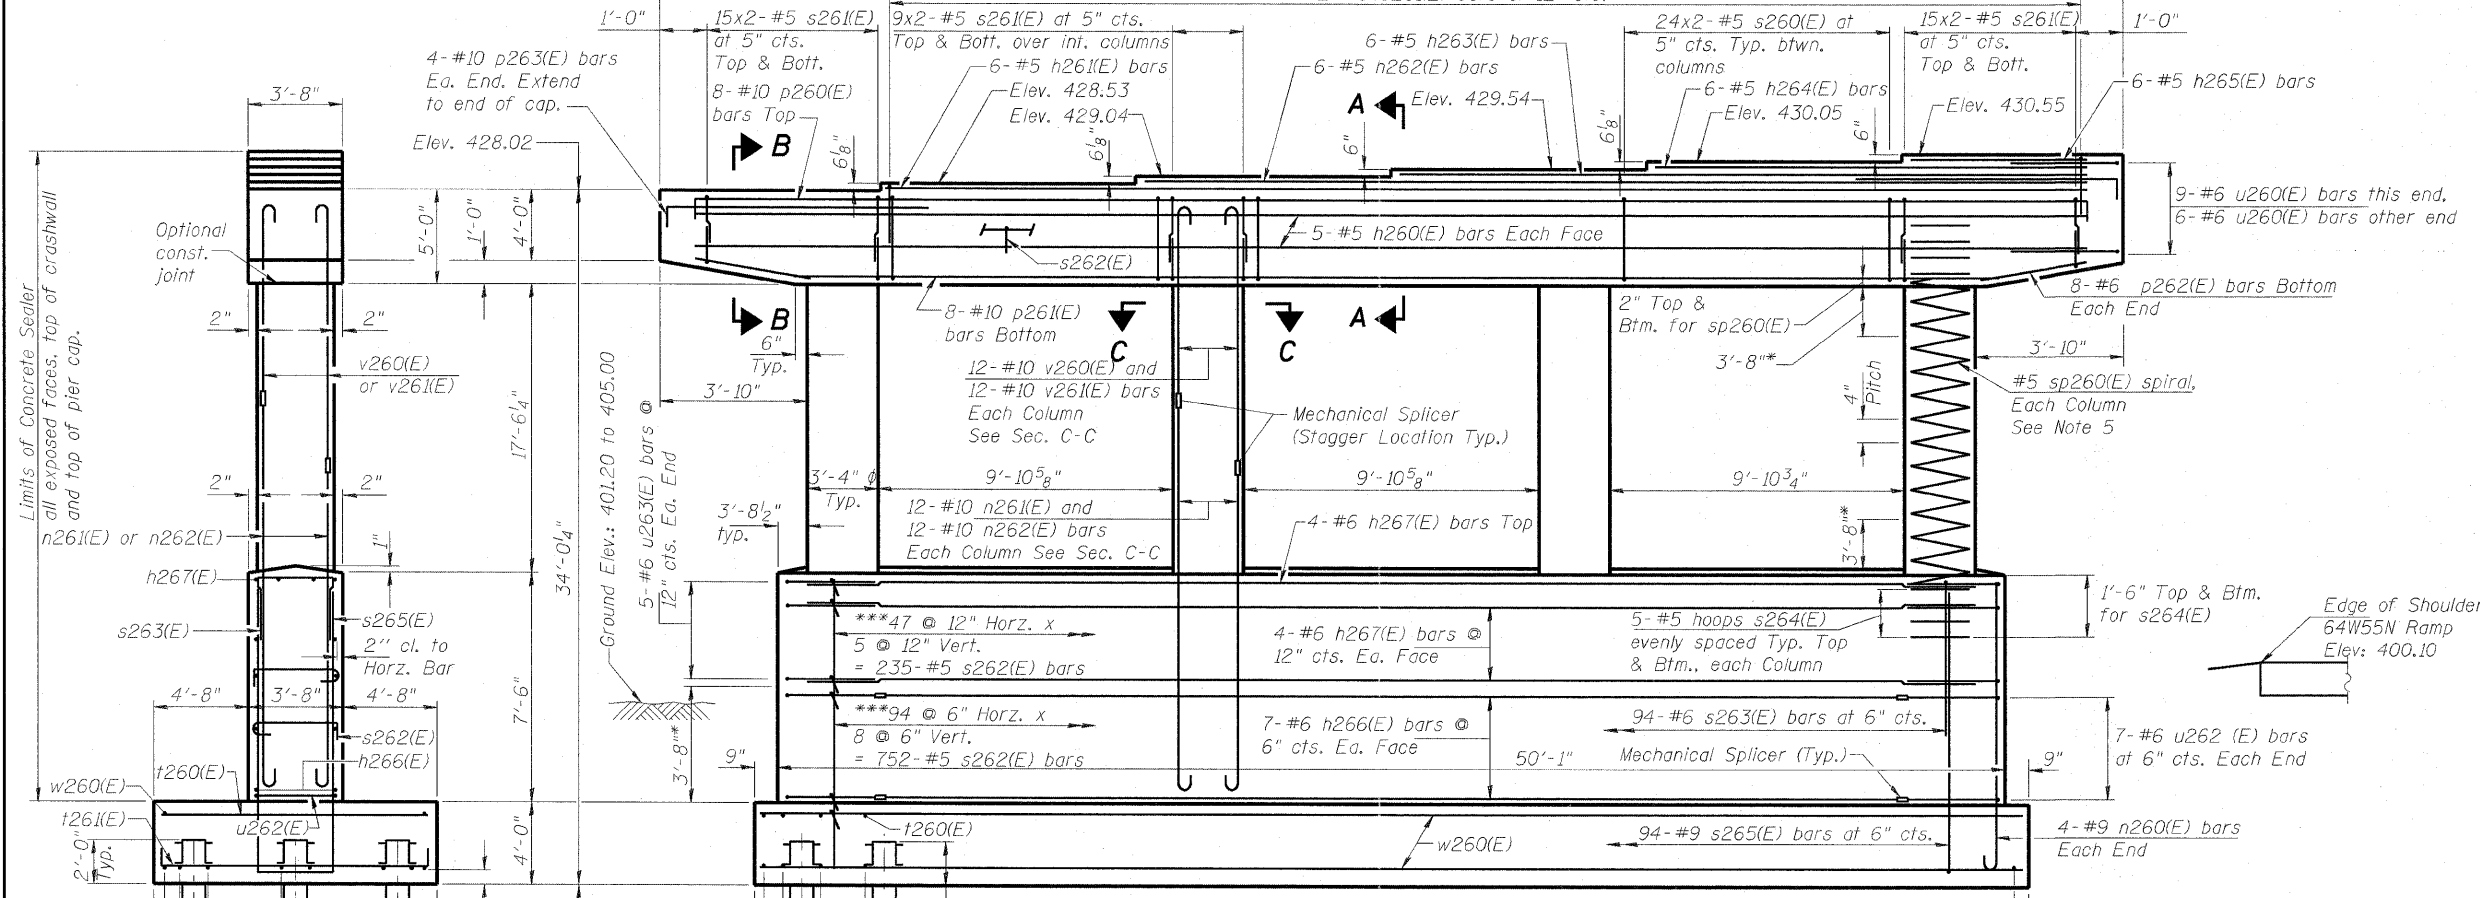 1'-0"
15x2-#5 s261(E)
at 5" cts.
Top & Bott.
9x2-#5 s261(E) at 5" cts.
Top & Bott. over int. columns
24x2-#5 s260(E) at
5" cts. Typ. btwn.
columns
15x2-#5 s261(E)
at 5" cts.
Top & Bott.
1'-0"
4-#10 p263(E) bars
Ea. End. Extend
to end of cap.
8-#10 p260(E)
bars Top
6-#5 h261(E) bars
Elev. 428.53
Elev. 429.04
6-#5 h262(E) bars
6-#5 h263(E) bars
A
Elev. 429.54
6-#5 h264(E) bars
Elev. 430.05
Elev. 430.55
6-#5 h265(E) bars
3'-8"
Elev. 428.02
B
6⅛"
6⅛"
6"
6⅛"
6"
Limits of Concrete Sealer
all exposed faces, top of crashwall
and top of pier cap.
Optional
const.
joint
5'-0"
1'-0"
4'-0"
5-#5 h260(E) bars Each Face
s262(E)
9-#6 u260(E) bars this end,
6-#6 u260(E) bars other end
8-#6 p262(E) bars Bottom
Each End
2"
2"
B
6"
Typ.
8-#10 p261(E)
bars Bottom
C
C
A
2" Top &
Btm. for sp260(E)
3'-8"*
3'-10"
v260(E)
or v261(E)
3'-10"
12-#10 v260(E) and
12-#10 v261(E) bars
Each Column
See Sec. C-C
Mechanical Splicer
(Stagger Location Typ.)
4"
Pitch
#5 sp260(E) spiral,
Each Column
See Note 5
17'-6¼"
34'-0¼"
Ground Elev.: 401.20 to 405.00
5-#6 u263(E) bars @
12" cts. Ea. End
2"
2"
3'-4" ϕ
Typ.
9'-10⅝"
9'-10⅝"
9'-10¾"
3'-8½"
typ.
12-#10 n261(E) and
12-#10 n262(E) bars
Each Column See Sec. C-C
4-#6 h267(E) bars Top
3'-8"*
n261(E) or n262(E)
1"
h267(E)
s263(E)
s265(E)
2" cl. to
Horz. Bar
***47 @ 12" Horz. x
5 @ 12" Vert.
= 235-#5 s262(E) bars
4-#6 h267(E) bars @
12" cts. Ea. Face
5-#5 hoops s264(E)
evenly spaced Typ. Top
& Btm., each Column
1'-6" Top & Btm.
for s264(E)
Edge of Shoulder
64W55N Ramp
Elev: 400.10
4'-8"
3'-8"
4'-8"
7'-6"
3'-8"*
***94 @ 6" Horz. x
8 @ 6" Vert.
= 752-#5 s262(E) bars
7-#6 h266(E) bars @
6" cts. Ea. Face
94-#6 s263(E) bars at 6" cts.
7-#6 u262 (E) bars
at 6" cts. Each End
s262(E)
h266(E)
9"
50'-1"
Mechanical Splicer (Typ.)
9"
w260(E)
t260(E)
t261(E)
u262(E)
2'-0"
Typ.
4'-0"
t260(E)
w260(E)
94-#9 s265(E) bars at 6" cts.
4-#9 n260(E) bars
Each End